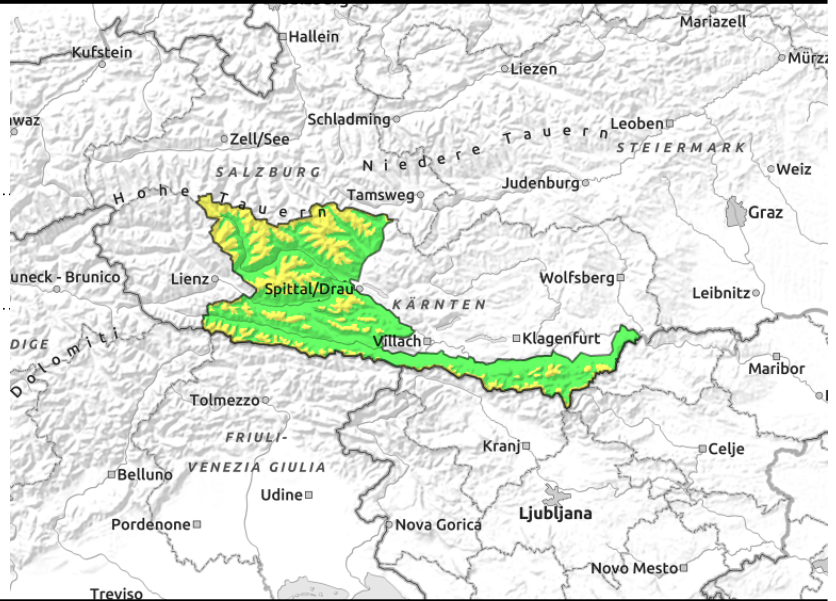 Mariazell
Hallein
Kufstein
Mürzz
Liezen
waz
Schladming
Leoben
Zell/See
Niedere Tauern
STEIERMARK
SALZBURG
Weiz
Judenburg
Hohe Tauern
Tamsweg
Graz
uneck - Brunico
Lienz
Wolfsberg
Spittal/Drau
Leibnitz
KÄRNTEN
DIGE
Villach
Klagenfurt
Dolomiti
Maribor
Tolmezzo
FRIULI-
VENEZIA GIULIA
Kranj
Celje
Belluno
Udine
Ljubljana
Pordenone
Nova Gorica
Novo Mesto
Treviso